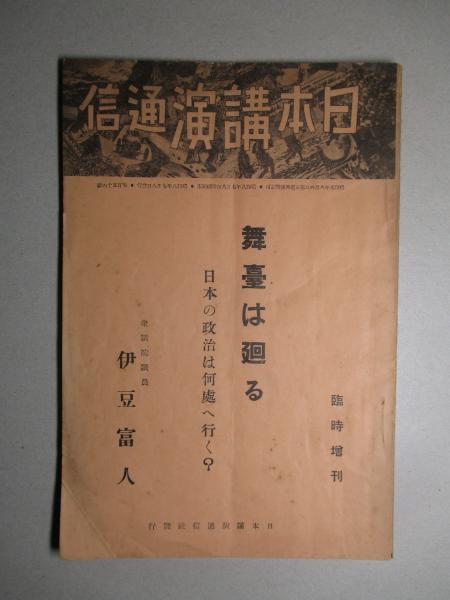 日本講演通信
臨時增刊
舞臺は廻る
日本の政治は何處へ行く？
衆議院議員
伊豆富人
日本講演通信社發行